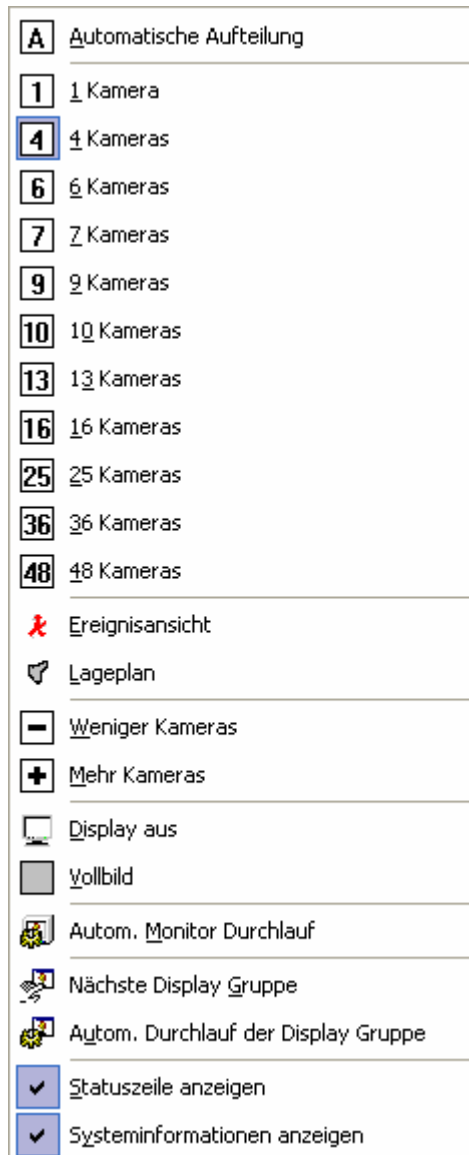 A Automatische Aufteilung
1 1 Kamera
4 4 Kameras
6 6 Kameras
7 7 Kameras
9 9 Kameras
10 10 Kameras
13 13 Kameras
16 16 Kameras
25 25 Kameras
36 36 Kameras
48 48 Kameras
Ereignisansicht
Lageplan
Weniger Kameras
Mehr Kameras
Display aus
Vollbild
Autom. Monitor Durchlauf
Nächste Display Gruppe
Autom. Durchlauf der Display Gruppe
Statuszeile anzeigen
Systeminformationen anzeigen